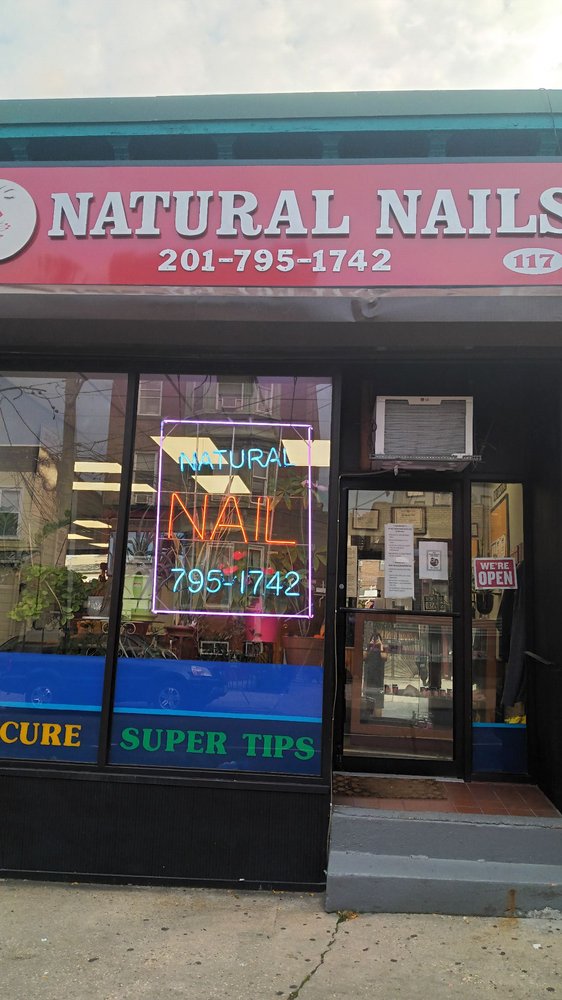 NATURAL NAILS
201-795-1742
117
NATURAL
NAIL
795-1742
WE'RE
OPEN
CURE
SUPER TIPS